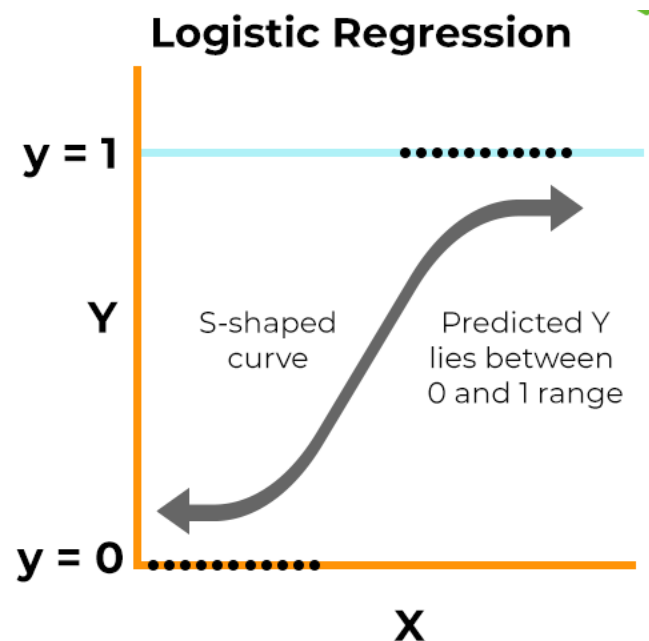 Logistic Regression
y = 1
Y
S-shaped
curve
Predicted Y
lies between
0 and 1 range
y = 0
X